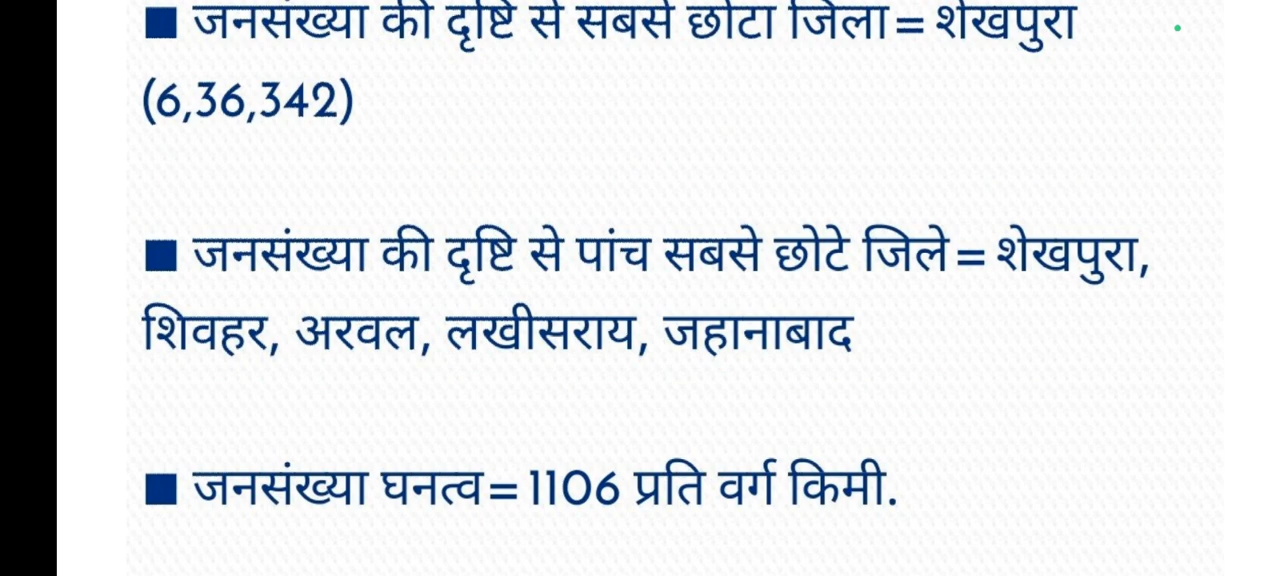 ■ जनसंख्या की दृष्टि से सबसे छोटा जिला= शेखपुरा
(6,36,342)
■ जनसंख्या की दृष्टि से पांच सबसे छोटे जिले= शेखपुरा,
शिवहर, अरवल, लखीसराय, जहानाबाद
■ जनसंख्या घनत्व= 1106 प्रति वर्ग किमी.